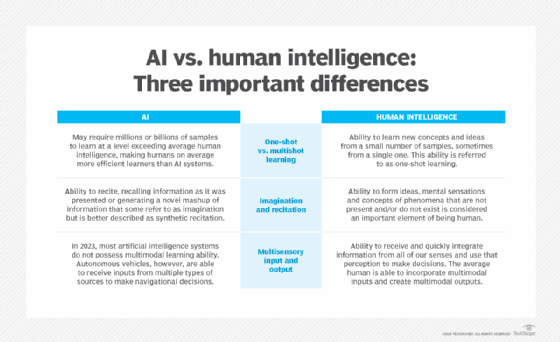 AI vs. human intelligence:
Three important differences
AI
HUMAN INTELLIGENCE
May require millions or billions of samples
to learn at a level exceeding average human
intelligence, making humans on average
more efficient learners than AI systems.
One-shot
vs. multishot
learning
Ability to learn new concepts and ideas
from a small number of samples, sometimes
from a single one. This ability is referred
to as one-shot learning.
Ability to recite, recalling information as it was
presented or generating a novel mashup of
information that some refer to as imagination
but is better described as synthetic recitation.
Imagination
and recitation
Ability to form ideas, mental sensations
and concepts of phenomena that are not
present and/or do not exist is considered
an important element of being human.
In 2023, most artificial intelligence systems
do not possess multimodal learning ability.
Autonomous vehicles, however, are able
to receive inputs from multiple types of
sources to make navigational decisions.
Multisensory
input and
output
Ability to receive and quickly integrate
information from all of our senses and use that
perception to make decisions. The average
human is able to incorporate multimodal
inputs and create multimodal outputs.
TECHTARGET. ALL RIGHTS RESERVED
TechTarget